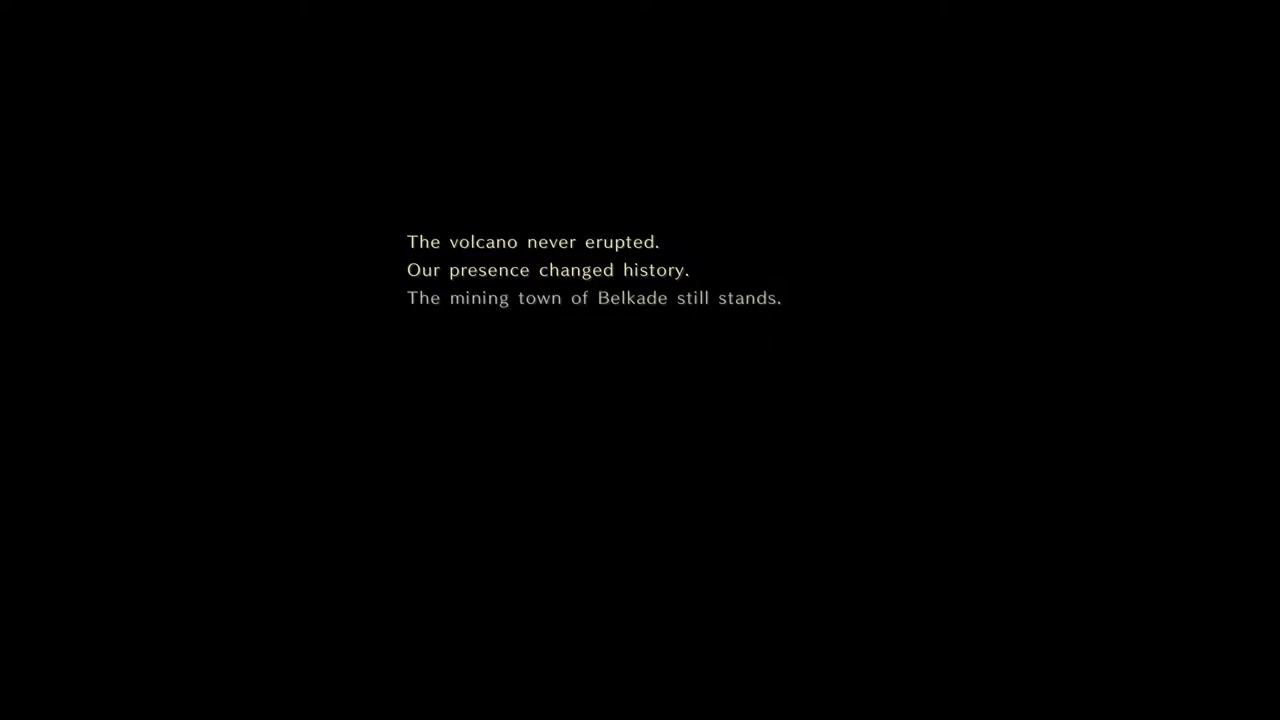 The volcano never erupted.
Our presence changed history.
The mining town of Belkade still stands.